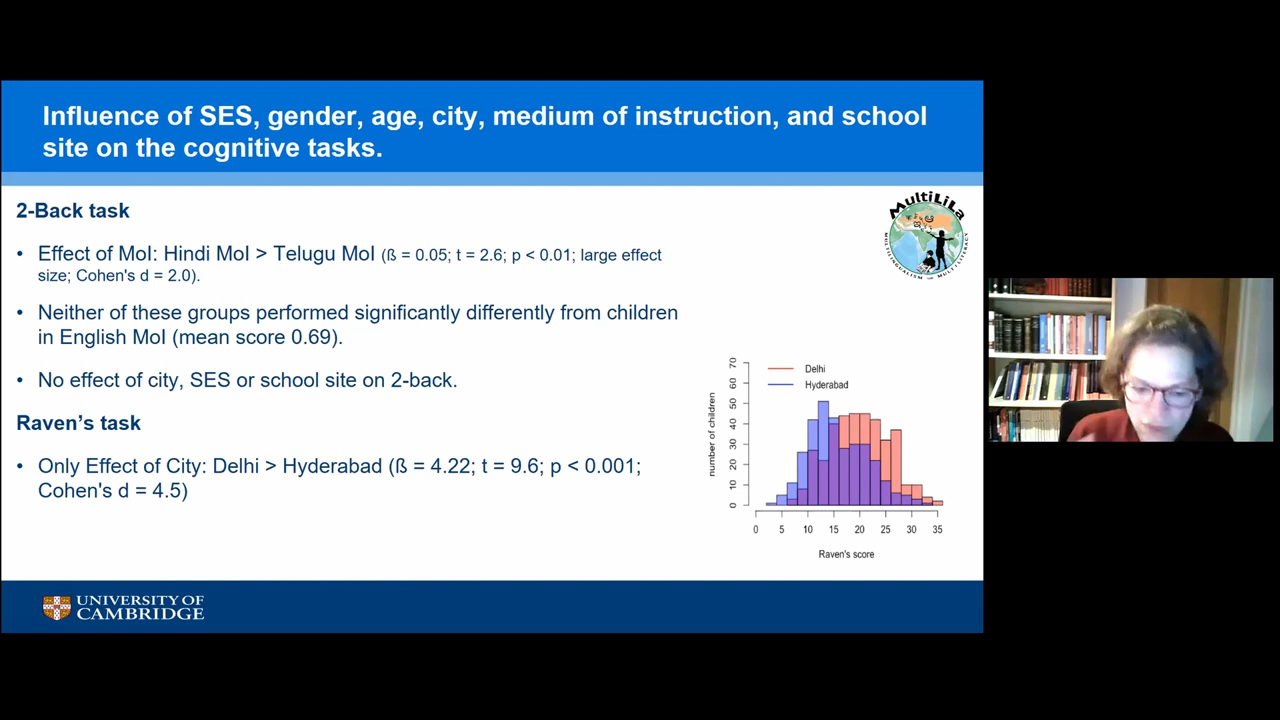 Influence of SES, gender, age, city, medium of instruction, and school
site on the cognitive tasks.
2-Back task
• Effect of MoI: Hindi MoI > Telugu MoI (ß = 0.05; t = 2.6; p < 0.01; large effect
size; Cohen's d = 2.0).
• Neither of these groups performed significantly differently from children
in English MoI (mean score 0.69).
• No effect of city, SES or school site on 2-back.
Raven’s task
• Only Effect of City: Delhi > Hyderabad (ß = 4.22; t = 9.6; p < 0.001;
Cohen's d = 4.5)
MultiLiLa
MULTILINGUALISM
MULTILITERACY
Delhi
Hyderabad
number of children
0 10 20 30 40 50 60 70
0 5 10 15 20 25 30 35
Raven's score
UNIVERSITY OF
CAMBRIDGE